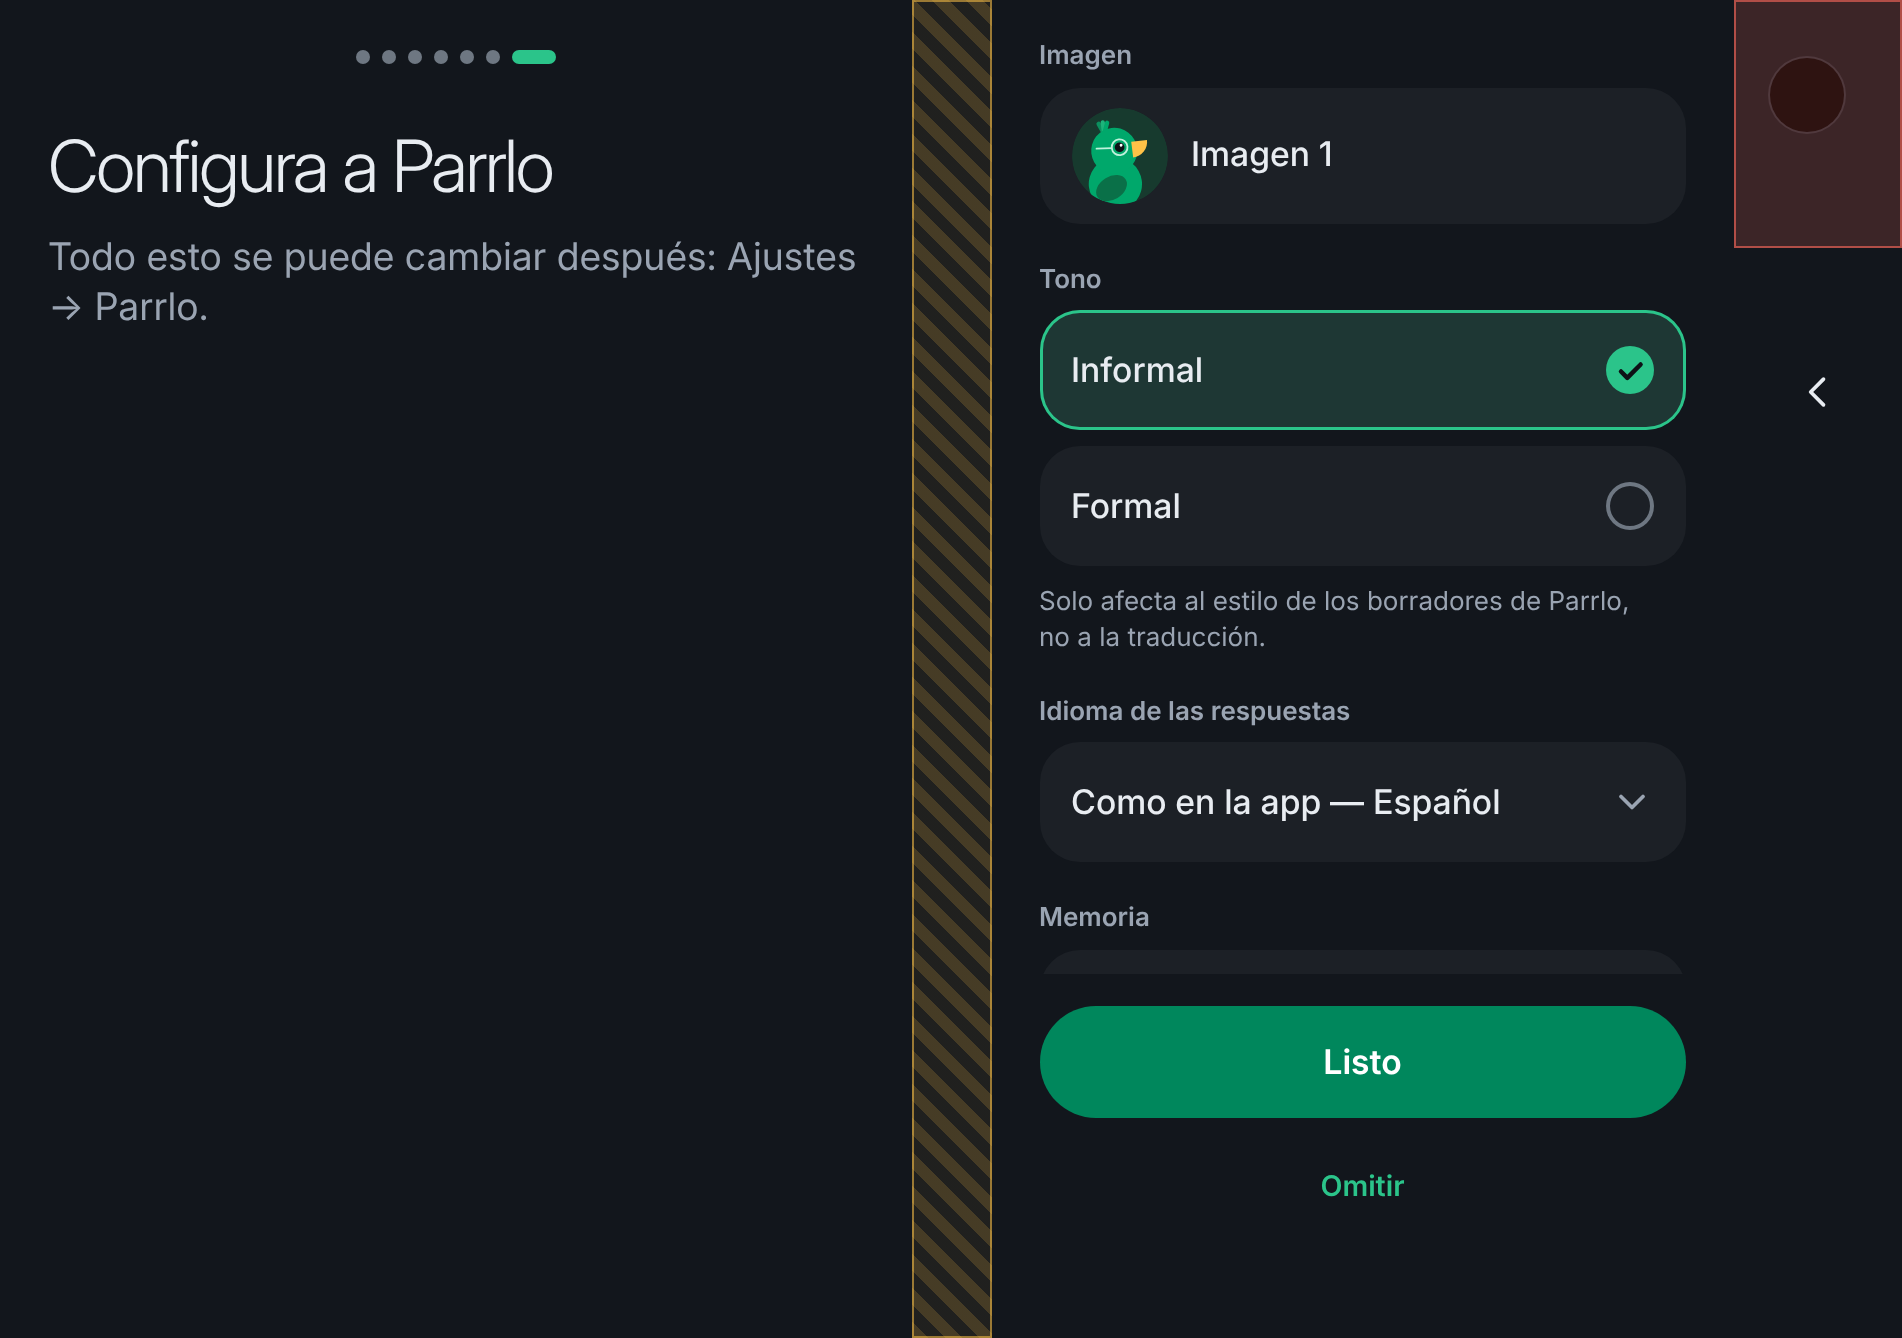 Configura a Parrlo
Todo esto se puede cambiar después: Ajustes
→ Parrlo.
Imagen
Imagen 1
Tono
Informal
Formal
Solo afecta al estilo de los borradores de Parrlo,
no a la traducción.
Idioma de las respuestas
Como en la app — Español
Memoria
Listo
Omitir